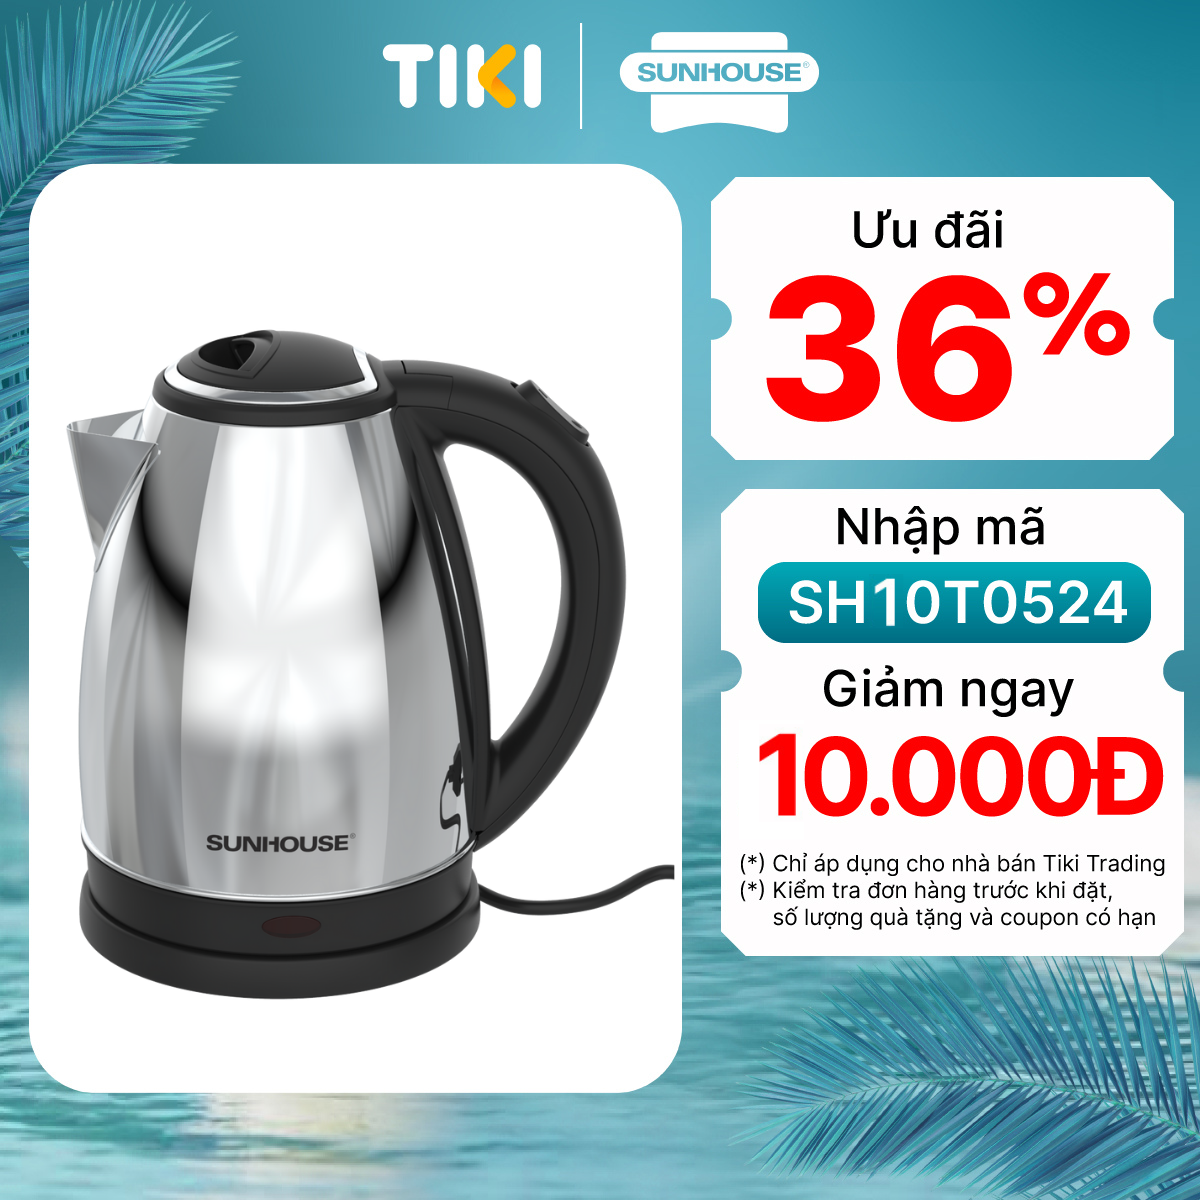 TIKI
SUNHOUSE®
Ưu đãi
36%
Nhập mã
SH10T0524
Giảm ngay
10.000Đ
(*) Chỉ áp dụng cho nhà bán Tiki Trading
(*) Kiểm tra đơn hàng trước khi đặt,
số lượng quà tặng và coupon có hạn
SUNHOUSE®